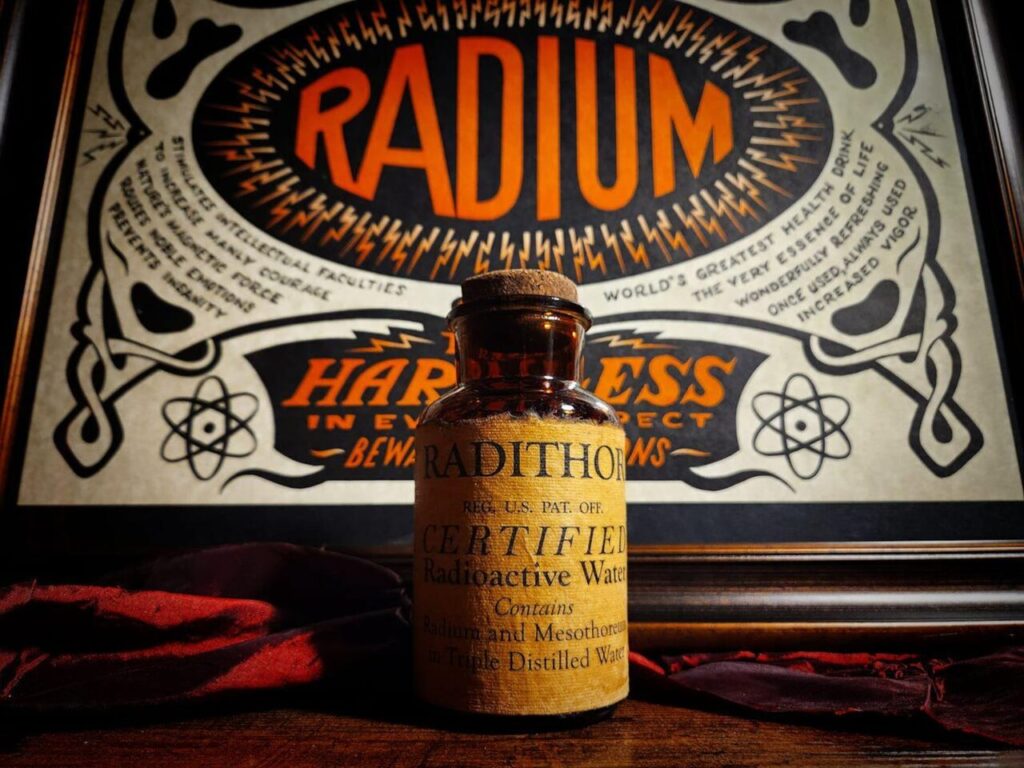 RADIUM
STIMULATES INTELLECTUAL FACULTIES
TO INCREASE MANLY COURAGE
NATURE'S MAGNETIC FORCE
ROUSES NOBLE EMOTIONS
PREVENTS INSANITY
WORLD'S GREATEST HEALTH DRINK
THE VERY ESSENCE OF LIFE
WONDERFULLY REFRESHING
ONCE USED, ALWAYS USED
INCREASED VIGOR
RADITHOR
REG. U.S. PAT. OFF.
CERTIFIED
Radioactive Water
Contains
Radium and Mesothoreum
in Triple Distilled Water